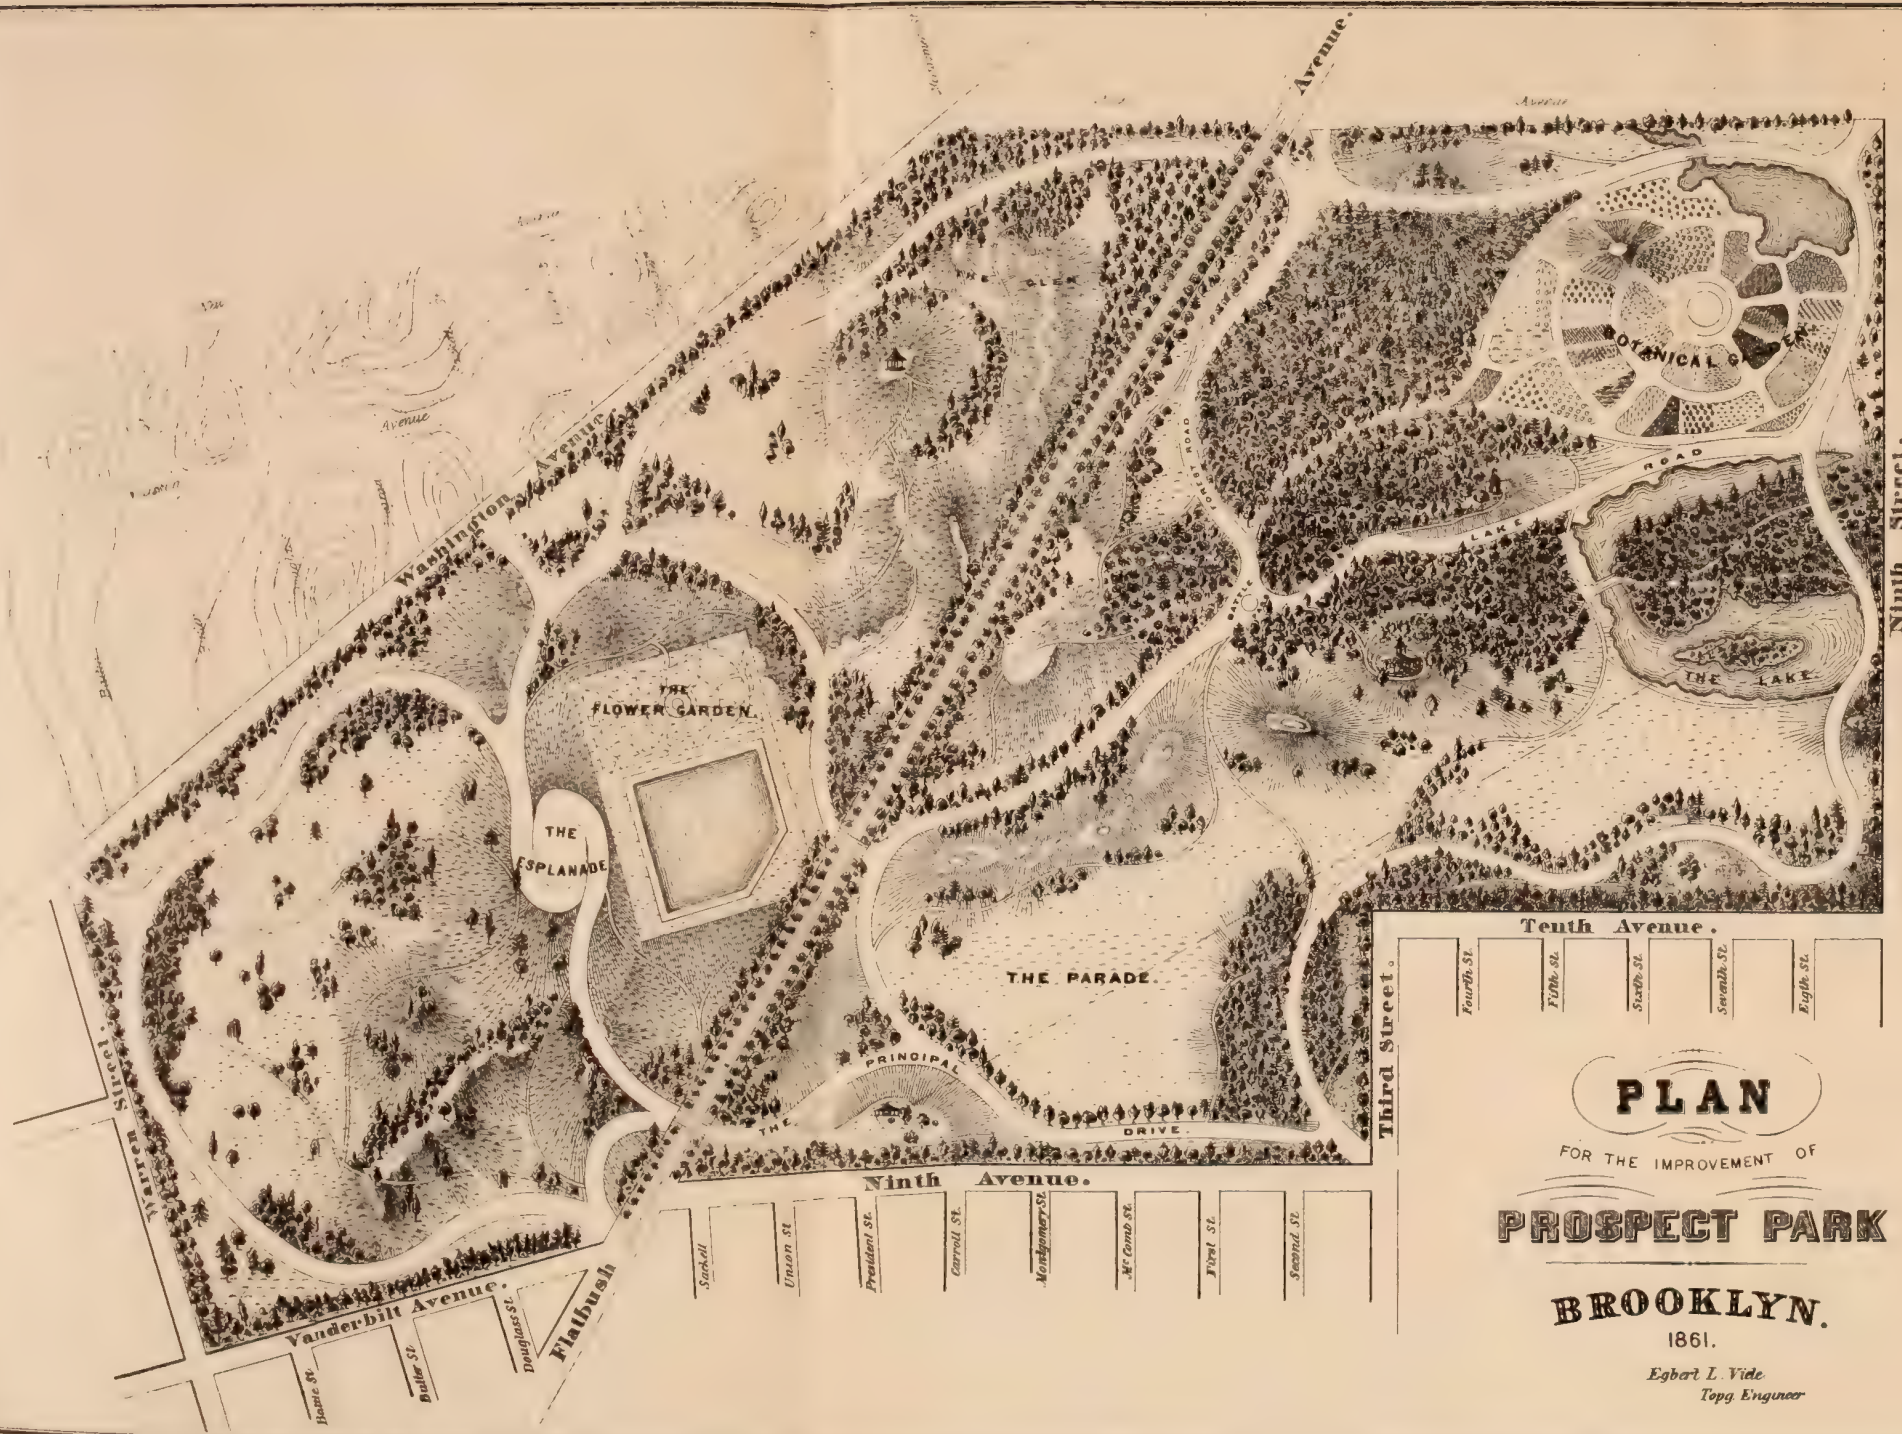 Avenue.
Avenue
Avenue
Washington Avenue
THE GLEN
BOTANICAL GARDEN
BATTLEPORT ROAD
LAKE ROAD
THE LAKE.
Ninth Street.
THE
FLOWER GARDEN.
THE
ESPLANADE
THE PARADE.
THE PRINCIPAL DRIVE.
Tenth Avenue.
Fourth St.
Fifth St.
Sixth St.
Seventh St.
Eigth St.
Third Street.
Warren Street.
Ninth Avenue.
Sackett
Union St
President St.
Carroll St.
Montgomery St.
McComb St.
First St.
Second St.
Vanderbilt Avenue.
Butler St.
Douglass St.
Flatbush
PLAN
FOR THE IMPROVEMENT OF
PROSPECT PARK
BROOKLYN.
1861.
Egbert L. Viele
Topg. Engineer